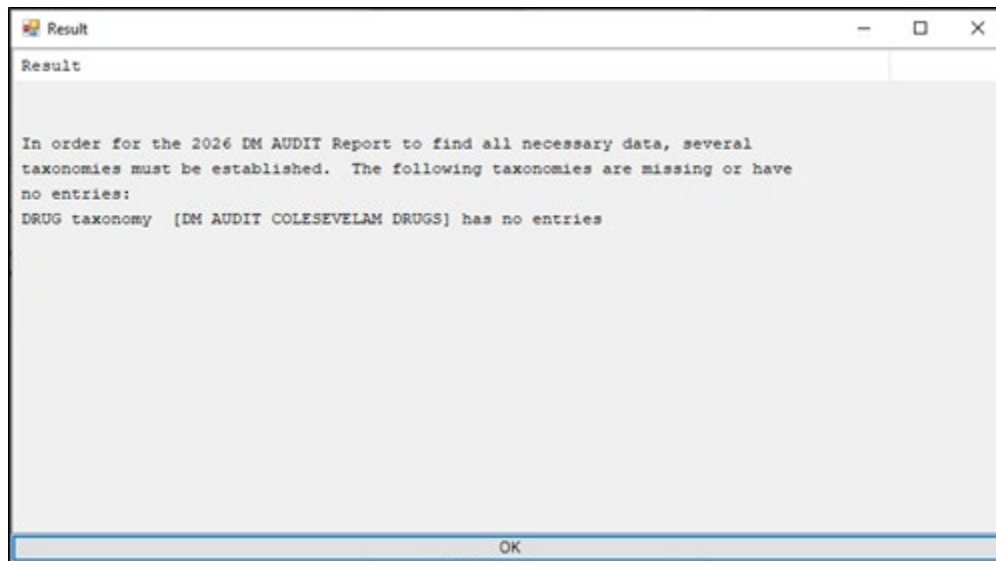 Result
Result
In order for the 2026 DM AUDIT Report to find all necessary data, several
taxonomies must be established.  The following taxonomies are missing or have
no entries:
DRUG taxonomy  [DM AUDIT COLESEVELAM DRUGS] has no entries
OK